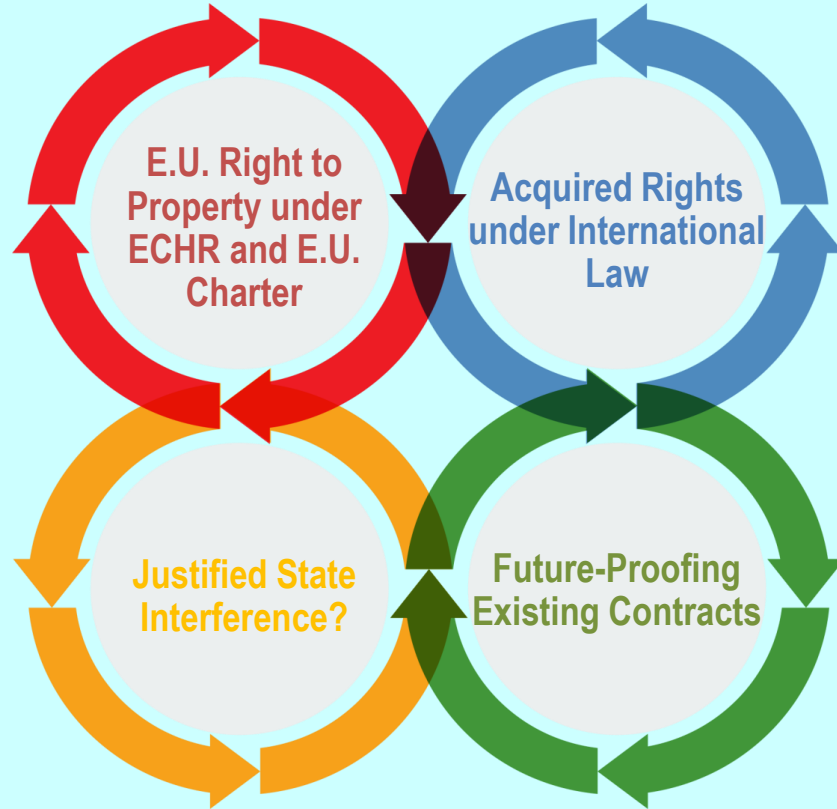 E.U. Right to
Property under
ECHR and E.U.
Charter
Acquired Rights
under International
Law
Justified State
Interference?
Future-Proofing
Existing Contracts